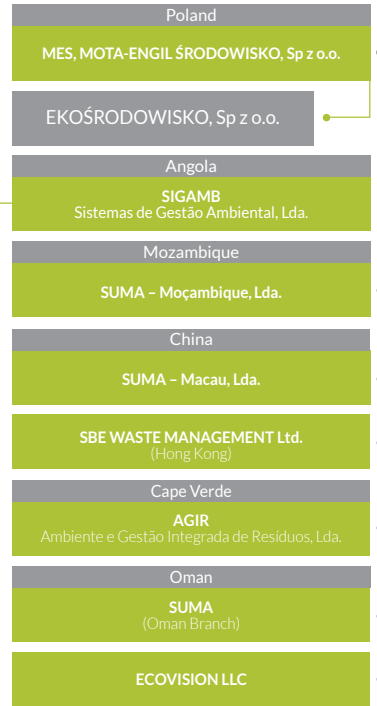 Poland
MES, MOTA-ENGIL ŚRODOWISKO, Sp z o.o.
EKOŚRODOWISKO, Sp z o.o.
Angola
SIGAMB
Sistemas de Gestão Ambiental, Lda.
Mozambique
SUMA – Moçambique, Lda.
China
SUMA – Macau, Lda.
SBE WASTE MANAGEMENT Ltd.
(Hong Kong)
Cape Verde
AGIR
Ambiente e Gestão Integrada de Resíduos, Lda.
Oman
SUMA
(Oman Branch)
ECOVISION LLC